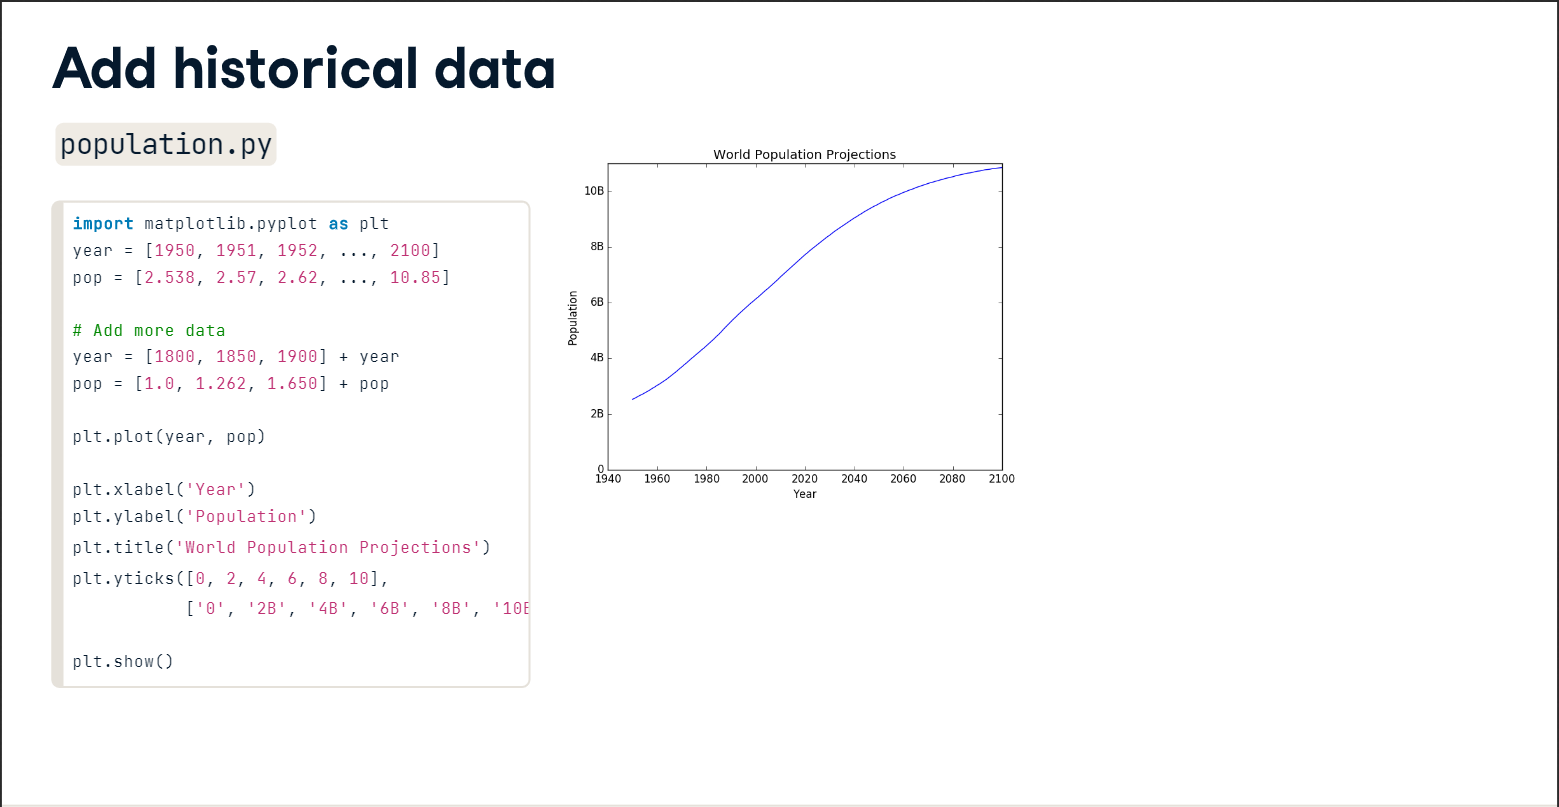 Add historical data
population.py
import matplotlib.pyplot as plt
year = [1950, 1951, 1952, ..., 2100]
pop = [2.538, 2.57, 2.62, ..., 10.85]
# Add more data
year = [1800, 1850, 1900] + year
pop = [1.0, 1.262, 1.650] + pop
plt.plot(year, pop)
plt.xlabel('Year')
plt.ylabel('Population')
plt.title('World Population Projections')
plt.yticks([0, 2, 4, 6, 8, 10],
['0', '2B', '4B', '6B', '8B', '10B
plt.show()
World Population Projections
10B
8B
6B
4B
2B
0
Population
1940 1960 1980 2000 2020 2040 2060 2080 2100
Year